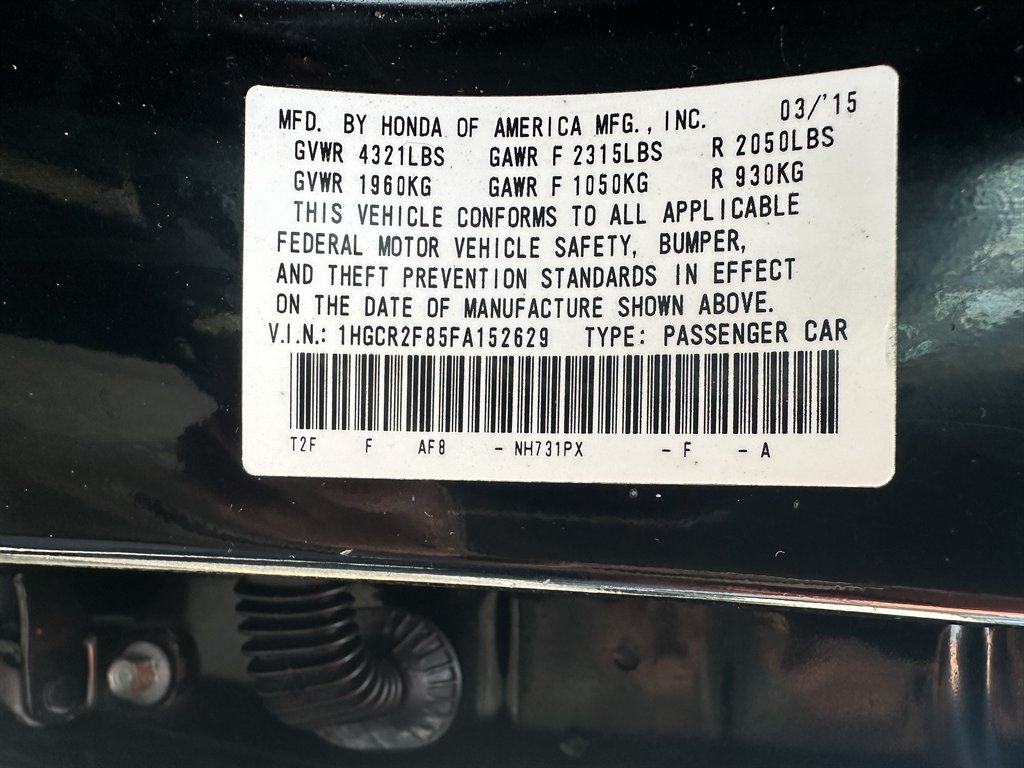 MFD. BY HONDA OF AMERICA MFG., INC. 03/'15
GVWR 4321LBS GAWR F 2315LBS R 2050LBS
GVWR 1960KG GAWR F 1050KG R 930KG
THIS VEHICLE CONFORMS TO ALL APPLICABLE
FEDERAL MOTOR VEHICLE SAFETY, BUMPER,
AND THEFT PREVENTION STANDARDS IN EFFECT
ON THE DATE OF MANUFACTURE SHOWN ABOVE.
V.I.N.: 1HGCR2F85FA152629 TYPE: PASSENGER CAR
T2F F AF8 - NH731PX - F - A